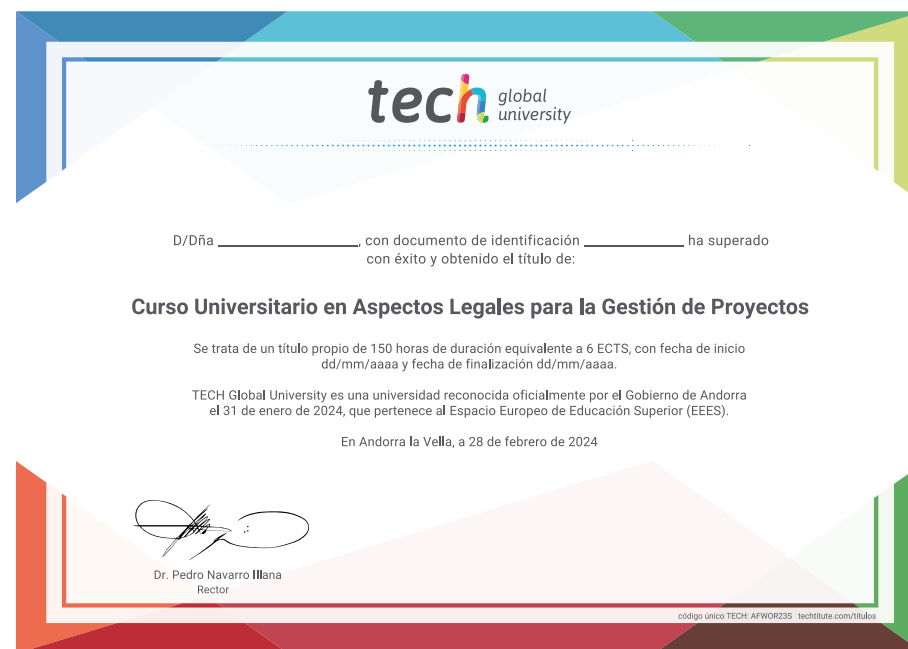 tech global university
D/Dña ____________________, con documento de identificación ______________ ha superado
con éxito y obtenido el título de:
Curso Universitario en Aspectos Legales para la Gestión de Proyectos
Se trata de un título propio de 150 horas de duración equivalente a 6 ECTS, con fecha de inicio
dd/mm/aaaa y fecha de finalización dd/mm/aaaa.
TECH Global University es una universidad reconocida oficialmente por el Gobierno de Andorra
el 31 de enero de 2024, que pertenece al Espacio Europeo de Educación Superior (EEES).
En Andorra la Vella, a 28 de febrero de 2024
Dr. Pedro Navarro Illana
Rector
código único TECH: AFWOR23S techtitute.com/titulos